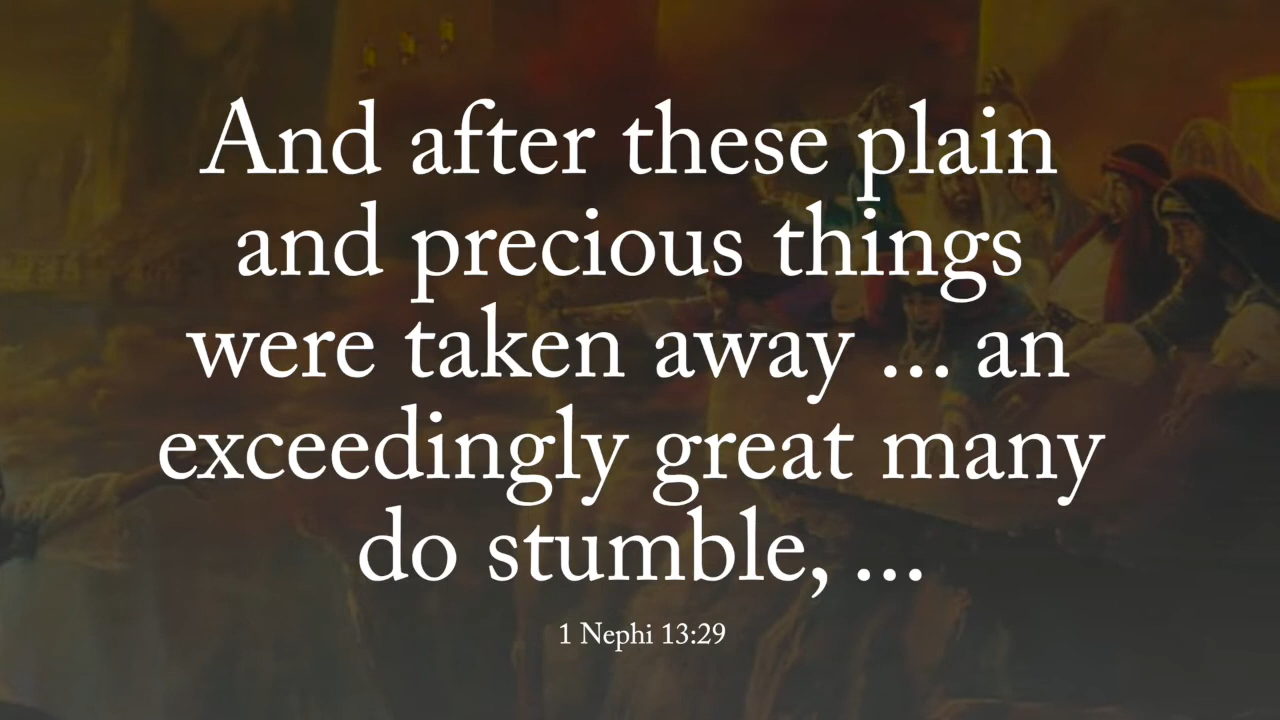 And after these plain
and precious things
were taken away ... an
exceedingly great many
do stumble, ...
1 Nephi 13:29